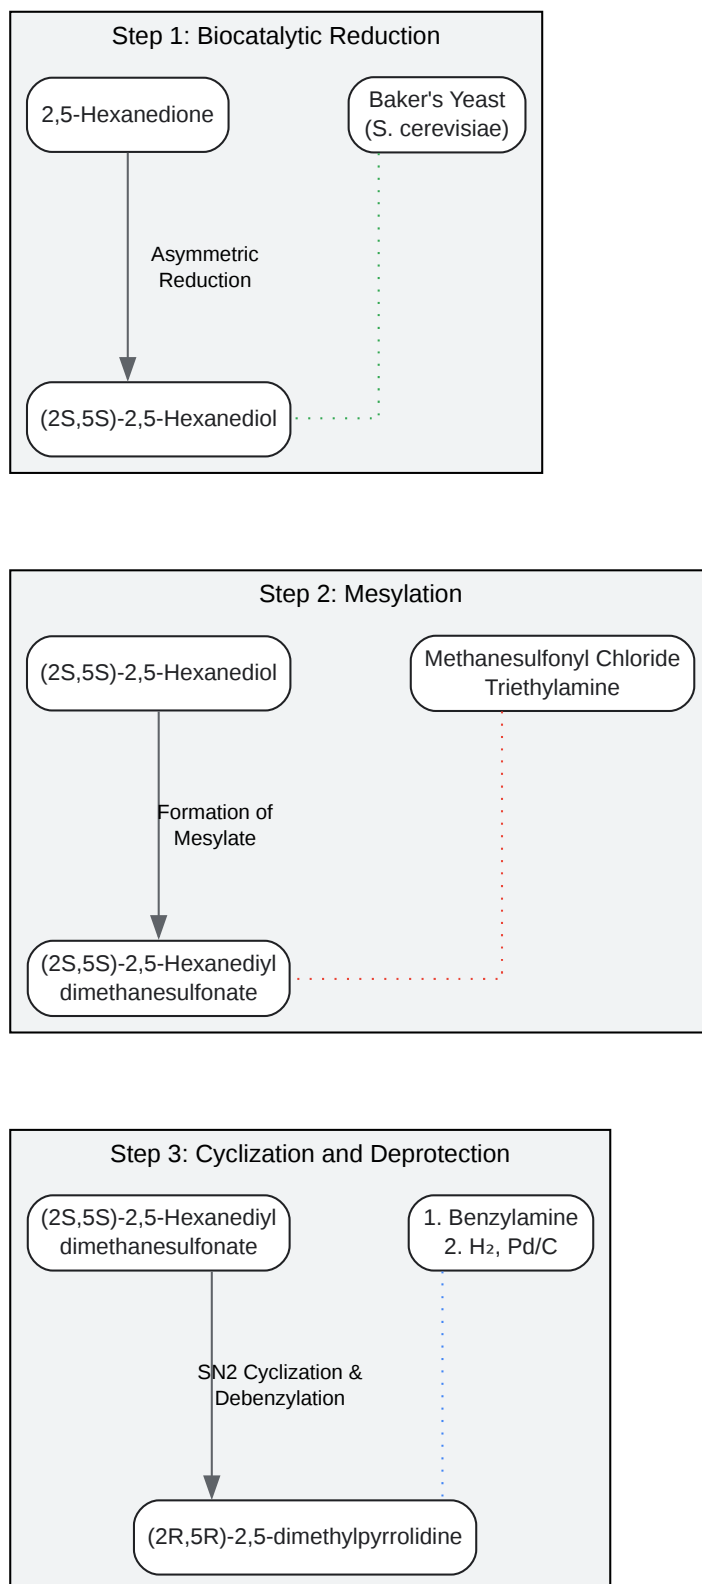 Step 1: Biocatalytic Reduction
2,5-Hexanedione
Baker's Yeast
(S. cerevisiae)
Asymmetric
Reduction
(2S,5S)-2,5-Hexanediol
Step 2: Mesylation
(2S,5S)-2,5-Hexanediol
Methanesulfonyl Chloride
Triethylamine
Formation of
Mesylate
(2S,5S)-2,5-Hexanediyl
dimethanesulfonate
Step 3: Cyclization and Deprotection
(2S,5S)-2,5-Hexanediyl
dimethanesulfonate
1. Benzylamine
2. H₂, Pd/C
SN2 Cyclization &
Debenzylation
(2R,5R)-2,5-dimethylpyrrolidine